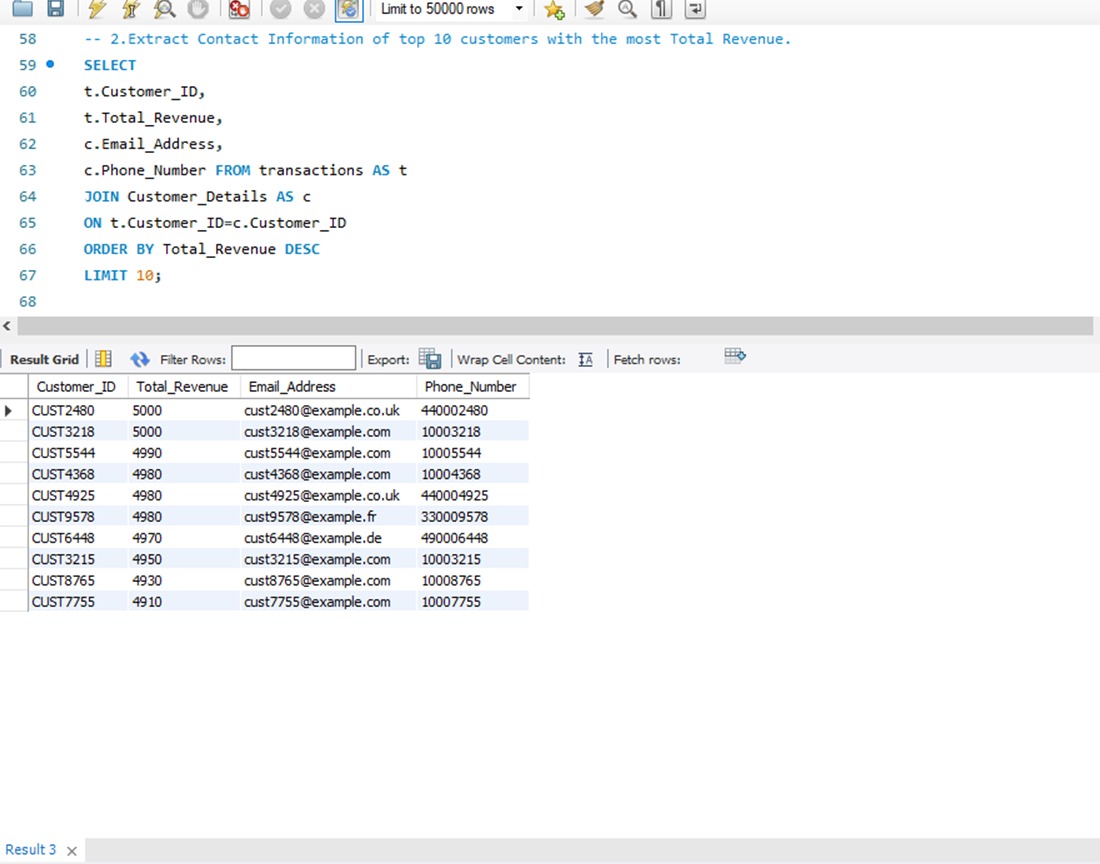 Limit to 50000 rows
58 -- 2.Extract Contact Information of top 10 customers with the most Total Revenue.
59 SELECT
60 t.Customer_ID,
61 t.Total_Revenue,
62 c.Email_Address,
63 c.Phone_Number FROM transactions AS t
64 JOIN Customer_Details AS c
65 ON t.Customer_ID=c.Customer_ID
66 ORDER BY Total_Revenue DESC
67 LIMIT 10;
68
Result Grid Filter Rows: Export: Wrap Cell Content: IA Fetch rows:
Customer_ID Total_Revenue Email_Address Phone_Number
CUST2480 5000 cust2480@example.co.uk 440002480
CUST3218 5000 cust3218@example.com 10003218
CUST5544 4990 cust5544@example.com 10005544
CUST4368 4980 cust4368@example.com 10004368
CUST4925 4980 cust4925@example.co.uk 440004925
CUST9578 4980 cust9578@example.fr 330009578
CUST6448 4970 cust6448@example.de 490006448
CUST3215 4950 cust3215@example.com 10003215
CUST8765 4930 cust8765@example.com 10008765
CUST7755 4910 cust7755@example.com 10007755
Result 3